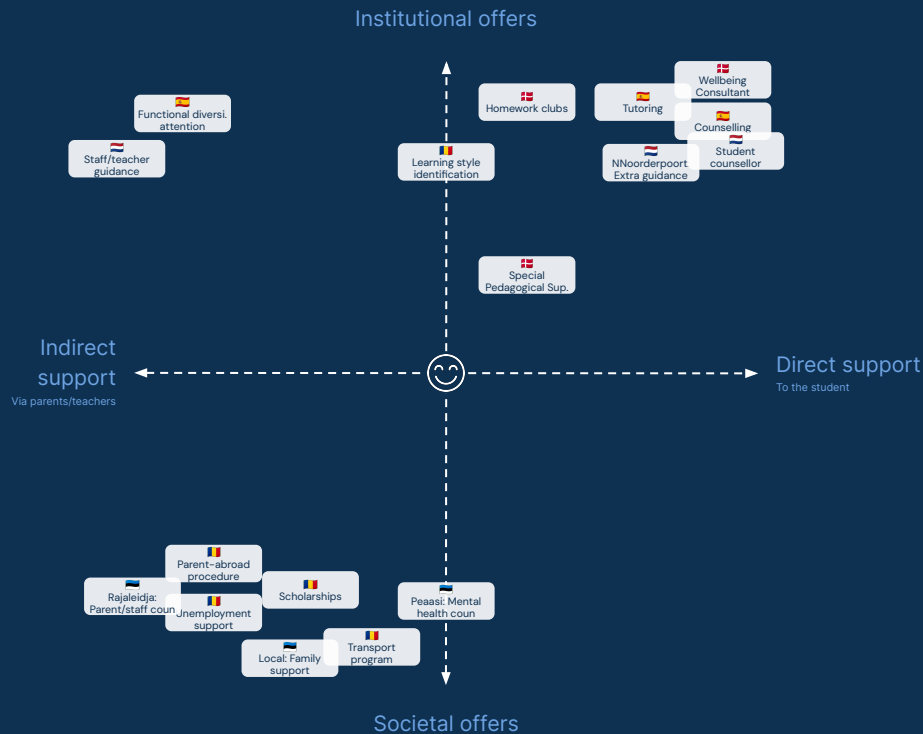 Institutional offers
Wellbeing
Consultant
Functional diversi.
attention
Homework clubs
Tutoring
Counselling
Staff/teacher
guidance
Learning style
identification
NNoorderpoort
Extra guidance
Student
counsellor
Special
Pedagogical Sup.
Indirect
support
Via parents/teachers
Direct support
To the student
Parent-abroad
procedure
Rajaleidja:
Parent/staff coun
Unemployment
support
Scholarships
Peaasi: Mental
health coun
Local: Family
support
Transport
program
Societal offers